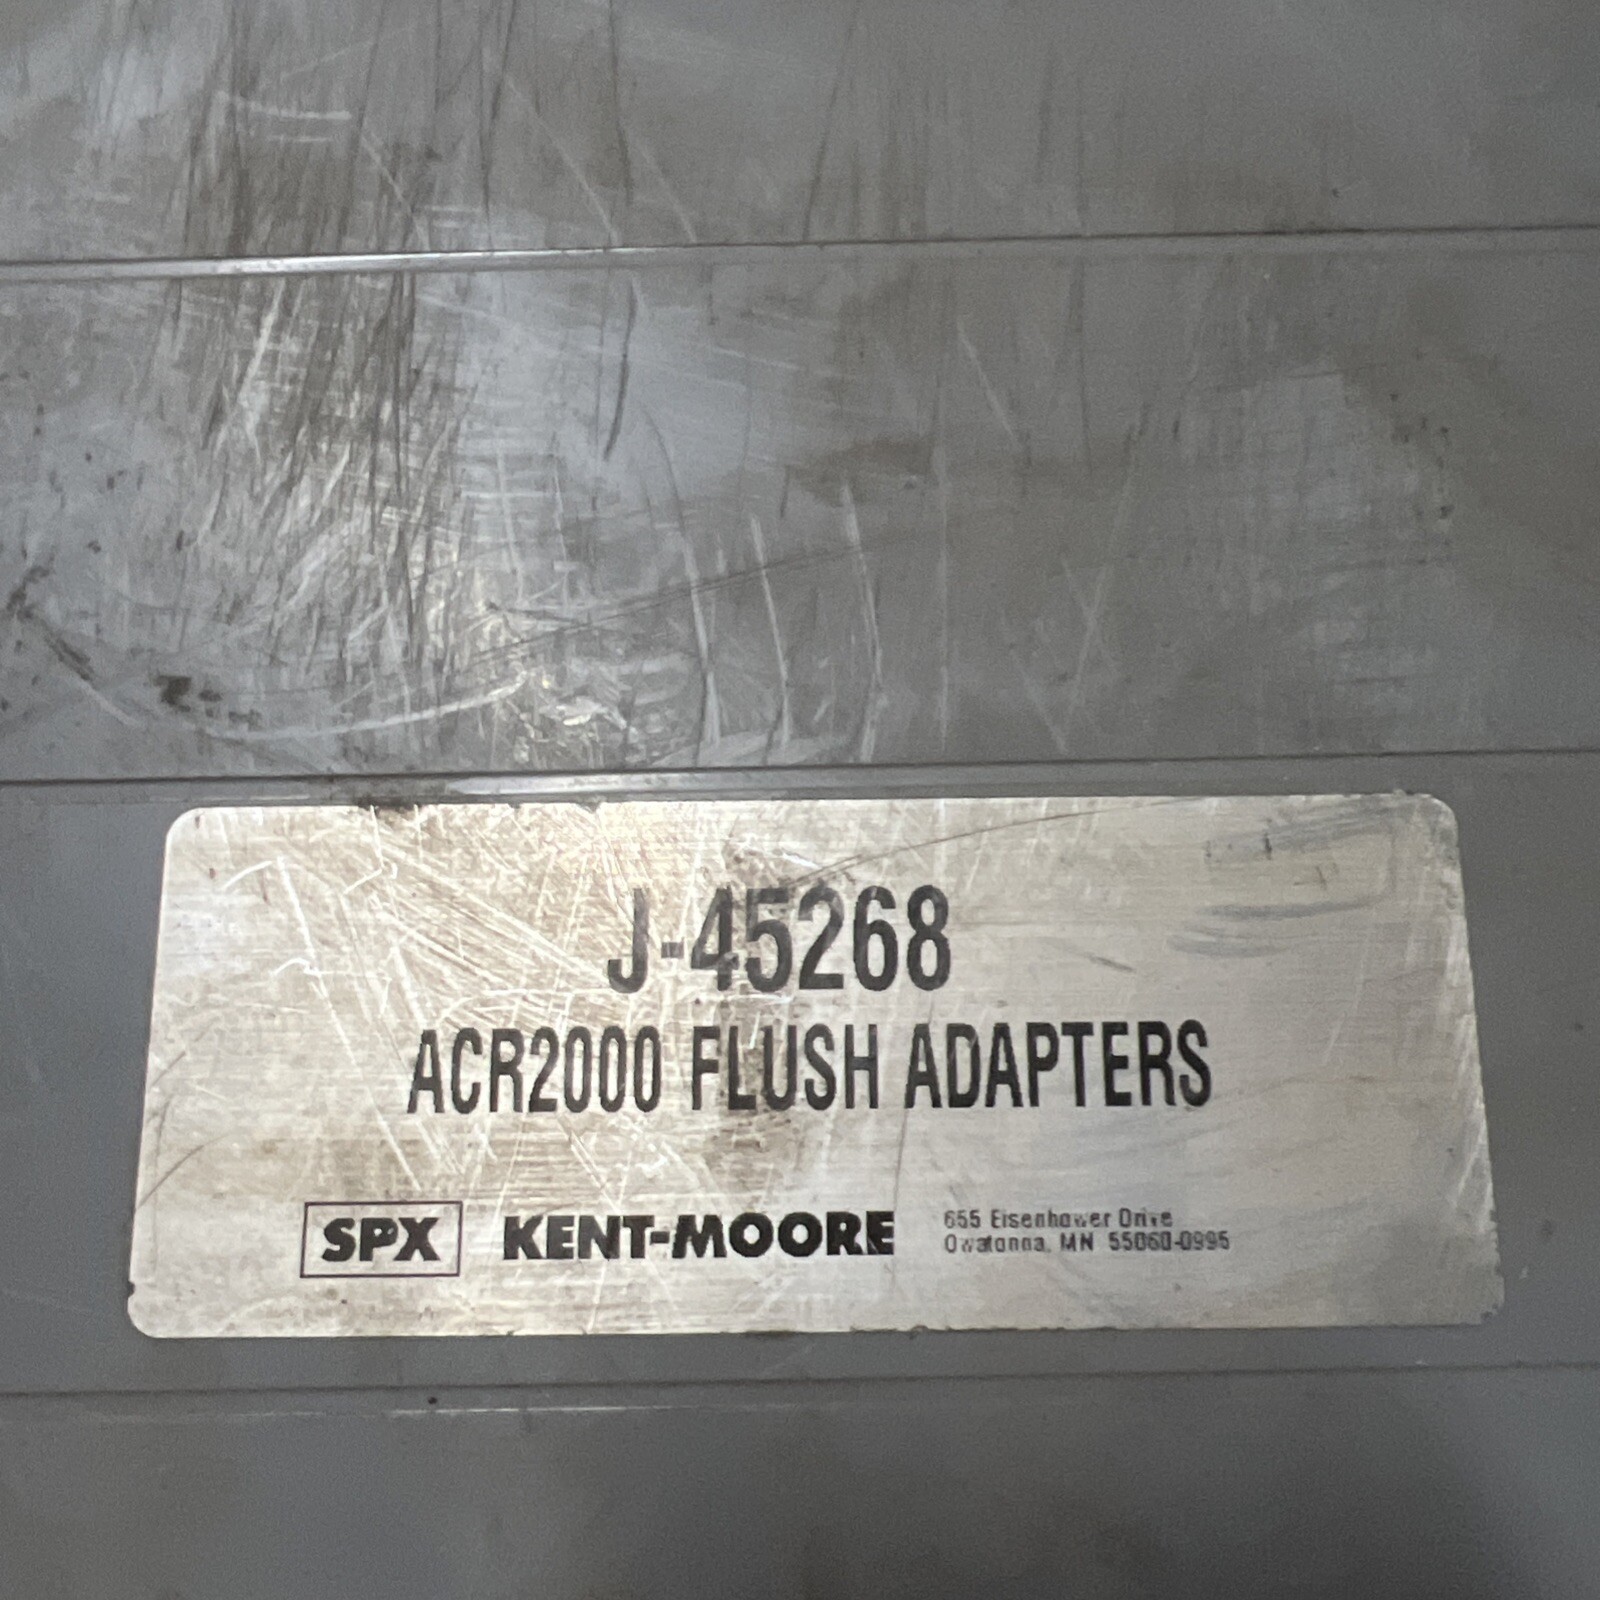 J-45268
ACR2000 FLUSH ADAPTERS
SPX KENT-MOORE
655 Eisenhower Drive
Owatonna, MN 55060-0995